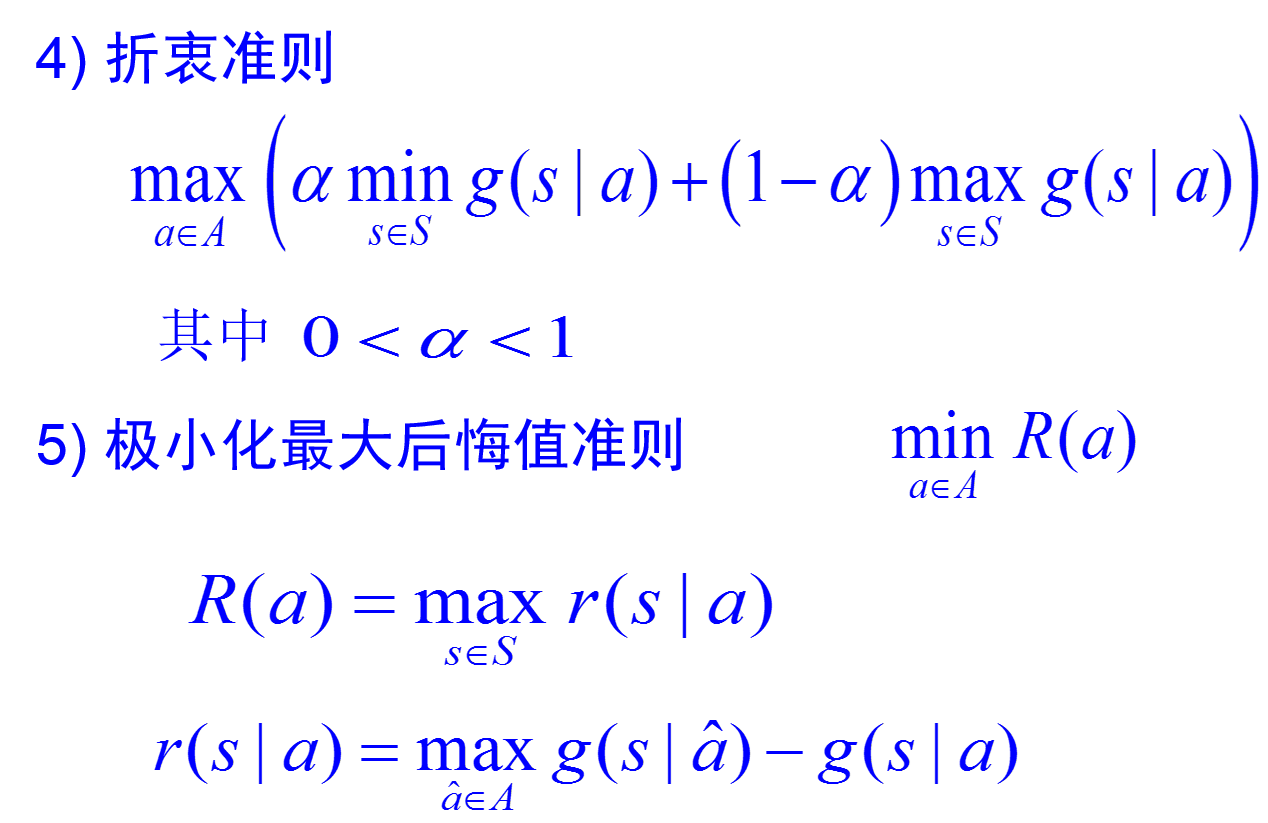 4) 折衷准则
max_{a∈A} ( α min_{s∈S} g(s | a) + (1 − α) max_{s∈S} g(s | a) )
其中 0 < α < 1
5) 极小化最大后悔值准则 min_{a∈A} R(a)
R(a) = max_{s∈S} r(s | a)
r(s | a) = max_{â∈A} g(s | â) − g(s | a)